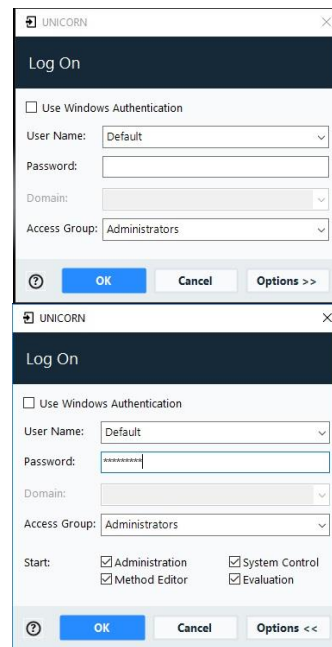 UNICORN
Log On
Use Windows Authentication
User Name: Default
Password:
Domain:
Access Group: Administrators
OK Cancel Options >>
UNICORN
Log On
Use Windows Authentication
User Name: Default
Password: *********
Domain:
Access Group: Administrators
Start: Administration System Control
Method Editor Evaluation
OK Cancel Options <<